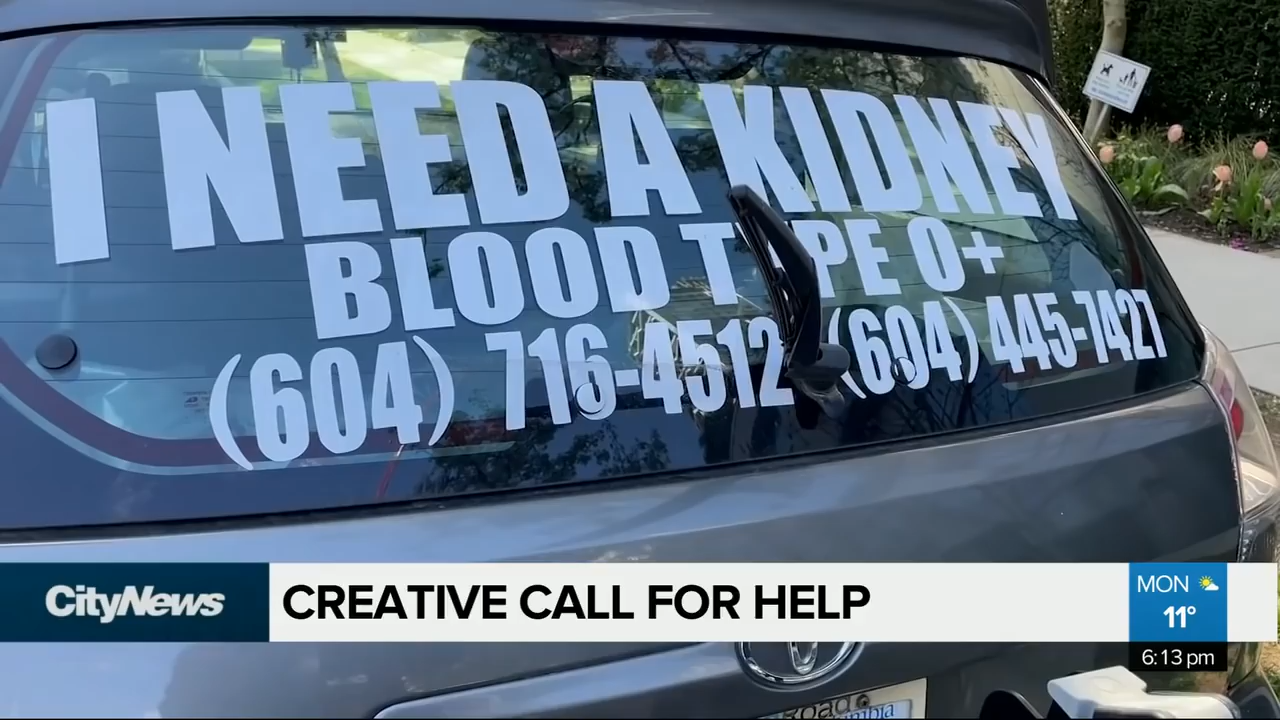 I NEED A KIDNEY
BLOOD TYPE O+
(604) 716-4512 (604) 445-7427
CityNews
CREATIVE CALL FOR HELP
MON
11°
6:13 pm